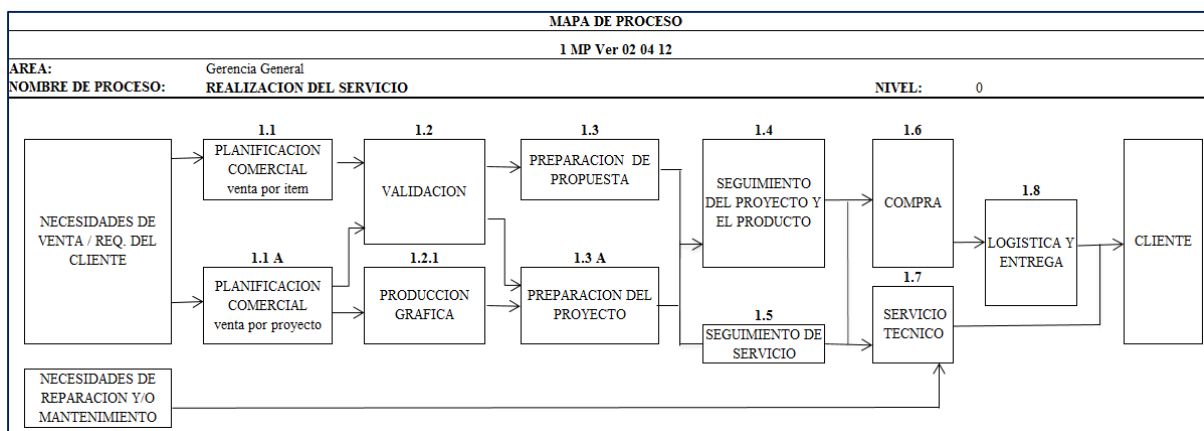 MAPA DE PROCESO
1 MP Ver 02 04 12
AREA: Gerencia General
NOMBRE DE PROCESO: REALIZACION DEL SERVICIO NIVEL: 0
NECESIDADES DE
VENTA / REQ. DEL
CLIENTE
NECESIDADES DE
REPARACION Y/O
MANTENIMIENTO
1.1
PLANIFICACION
COMERCIAL
venta por item
1.1 A
PLANIFICACION
COMERCIAL
venta por proyecto
1.2
VALIDACION
1.2.1
PRODUCCION
GRAFICA
1.3
PREPARACION DE
PROPUESTA
1.3 A
PREPARACION DEL
PROYECTO
1.4
SEGUIMIENTO
DEL PROYECTO Y
EL PRODUCTO
1.5
SEGUIMIENTO DE
SERVICIO
1.6
COMPRA
1.7
SERVICIO
TECNICO
1.8
LOGISTICA Y
ENTREGA
CLIENTE